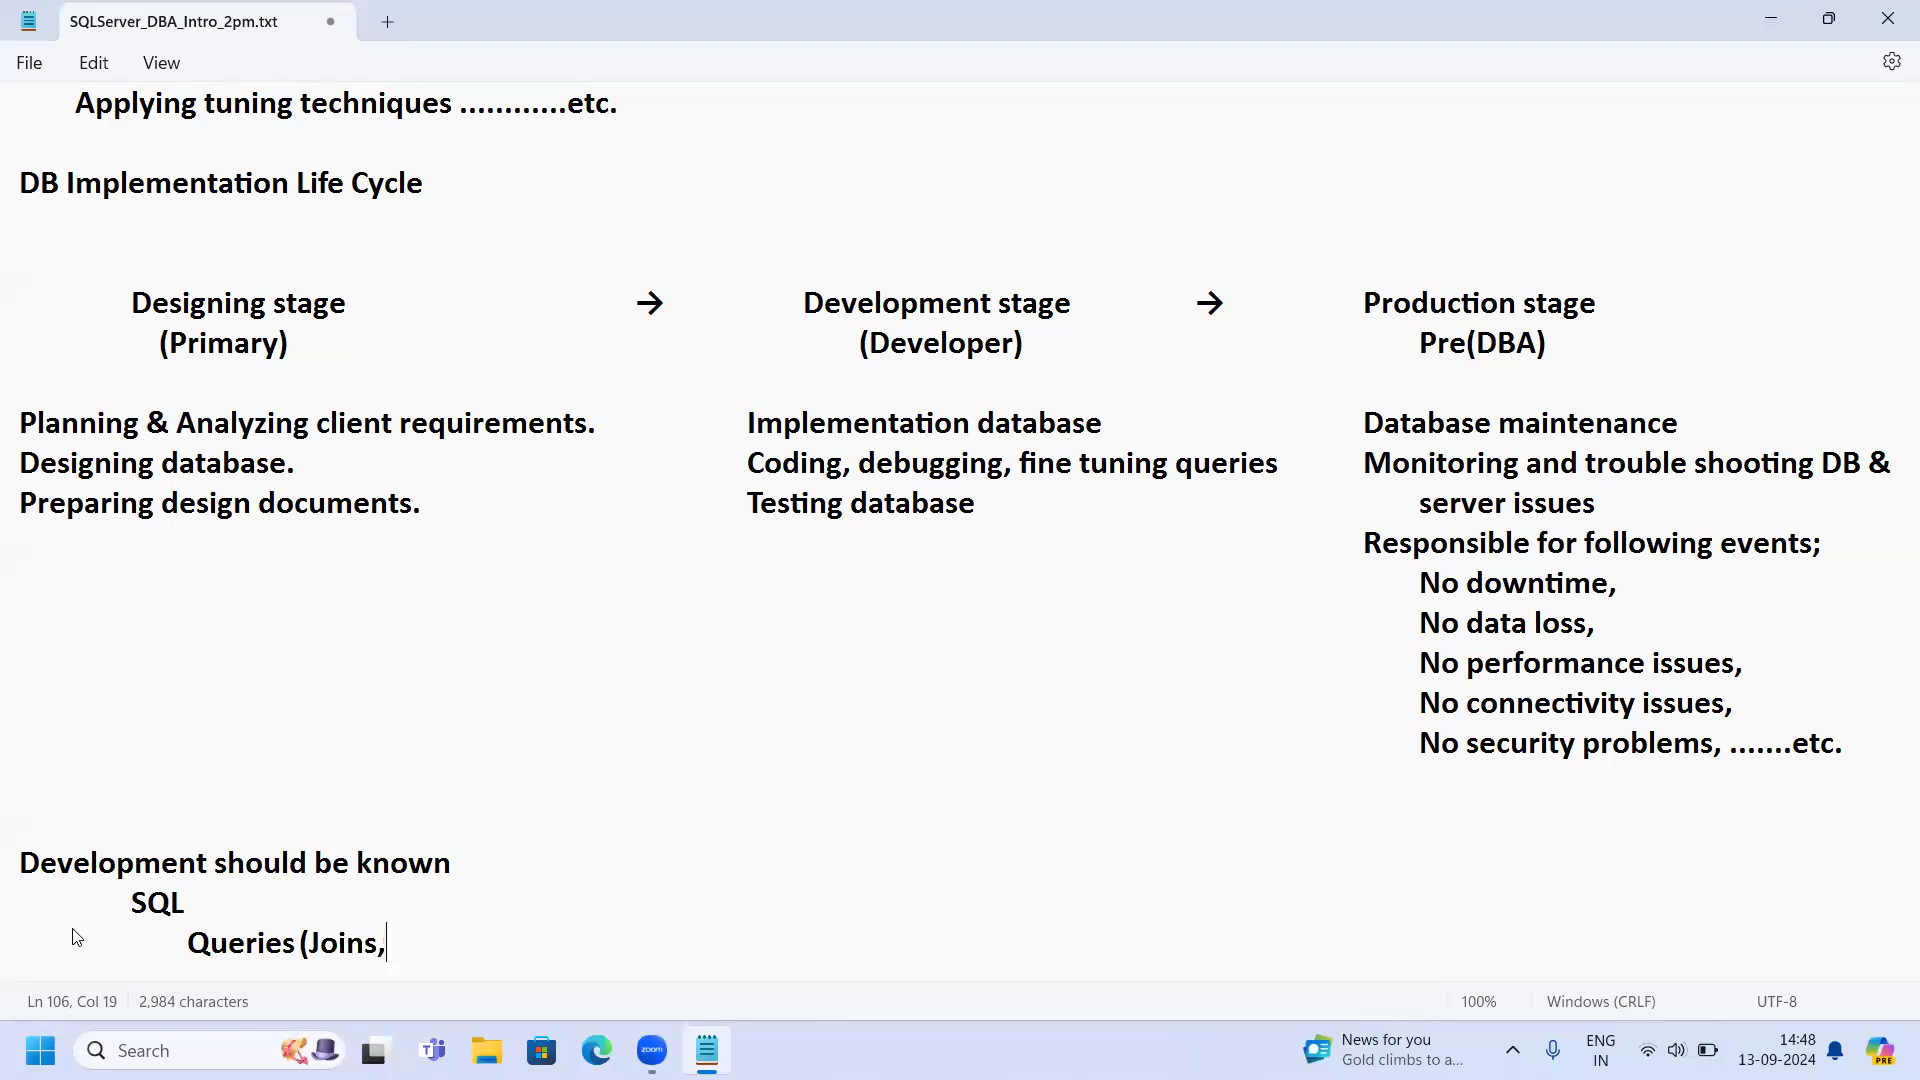 SQLServer_DBA_Intro_2pm.txt
File Edit View
Applying tuning techniques ............etc.
DB Implementation Life Cycle
Designing stage → Development stage → Production stage
(Primary) (Developer) Pre(DBA)
Planning & Analyzing client requirements. Implementation database Database maintenance
Designing database. Coding, debugging, fine tuning queries Monitoring and trouble shooting DB &
Preparing design documents. Testing database server issues
Responsible for following events;
No downtime,
No data loss,
No performance issues,
No connectivity issues,
No security problems, .......etc.
Development should be known
SQL
Queries (Joins,
Ln 106, Col 19 2,984 characters 100% Windows (CRLF) UTF-8
Search zoom News for you ENG 14:48
Gold climbs to a... IN 13-09-2024 PRE